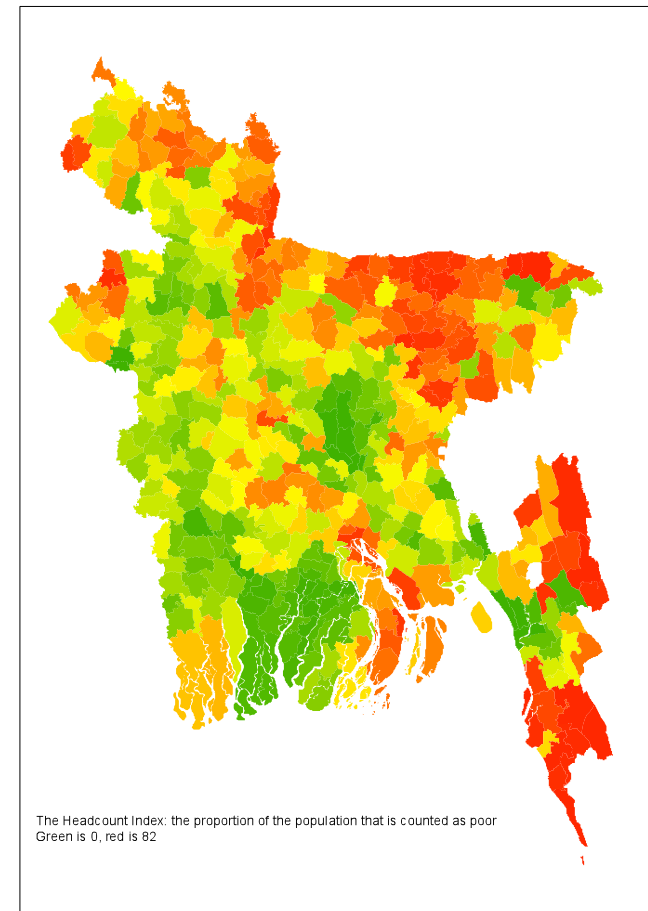 The Headcount Index: the proportion of the population that is counted as poor
Green is 0, red is 82